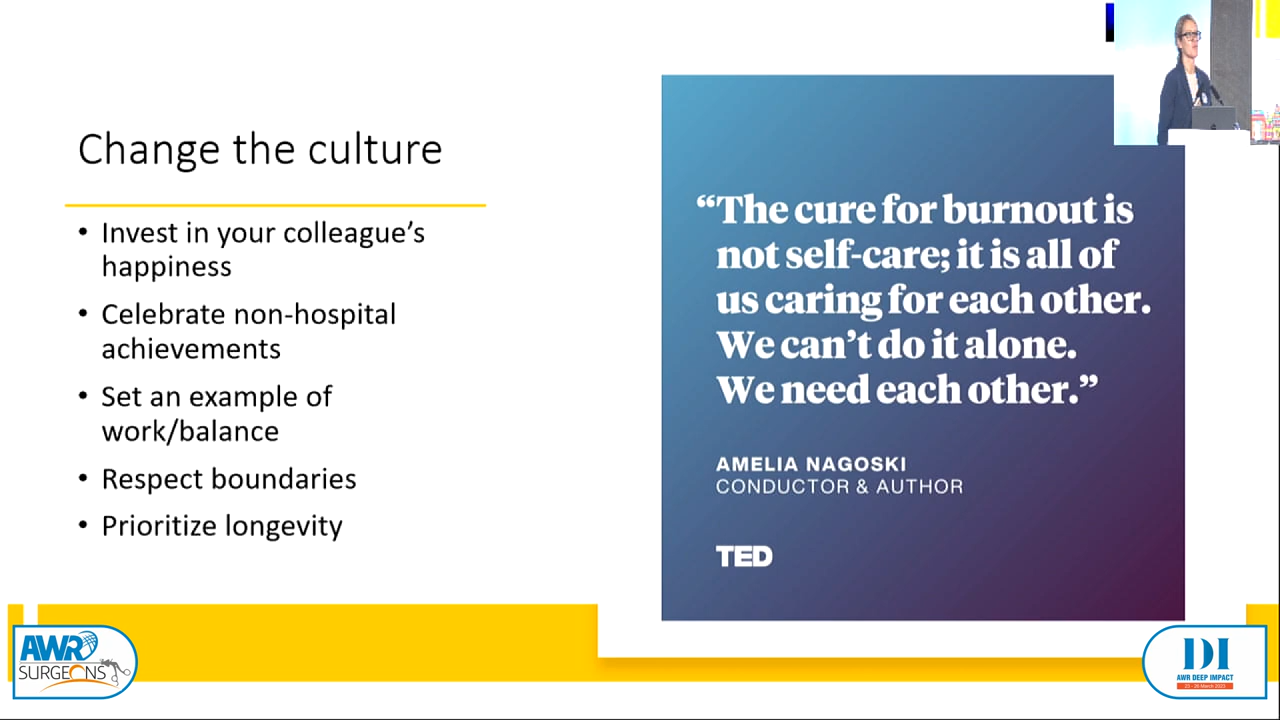 Change the culture
• Invest in your colleague’s
happiness
• Celebrate non-hospital
achievements
• Set an example of
work/balance
• Respect boundaries
• Prioritize longevity
“The cure for burnout is
not self-care; it is all of
us caring for each other.
We can’t do it alone.
We need each other.”
AMELIA NAGOSKI
CONDUCTOR & AUTHOR
TED
AWR
SURGEONS
DI
AWR DEEP IMPACT